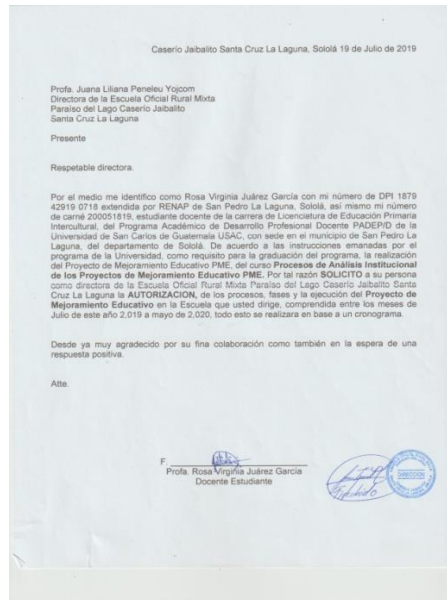 Caserío Jaibalito Santa Cruz La Laguna, Sololá 19 de Julio de 2019
Profa. Juana Liliana Peneleu Yojcom
Directora de la Escuela Oficial Rural Mixta
Paraíso del Lago Caserío Jaibalito
Santa Cruz La Laguna
Presente
Respetable directora.
Por el medio me identifico como Rosa Virginia Juárez García con mi número de DPI 1879
42919 0718 extendida por RENAP de San Pedro La Laguna, Sololá, así mismo mi número
de carné 200051819, estudiante docente de la carrera de Licenciatura de Educación Primaria
Intercultural, del Programa Académico de Desarrollo Profesional Docente PADEP/D de la
Universidad de San Carlos de Guatemala USAC, con sede en el municipio de San Pedro La
Laguna, del departamento de Sololá. De acuerdo a las instrucciones emanadas por el
programa de la Universidad, como requisito para la graduación del programa, la realización
del Proyecto de Mejoramiento Educativo PME, del curso Procesos de Análisis Institucional
de los Proyectos de Mejoramiento Educativo PME. Por tal razón SOLICITO a su persona
como directora de la Escuela Oficial Rural Mixta Paraíso del Lago Caserío Jaibalito Santa
Cruz La Laguna la AUTORIZACION, de los procesos, fases y la ejecución del Proyecto de
Mejoramiento Educativo en la Escuela que usted dirige, comprendida entre los meses de
Julio de este año 2,019 a mayo de 2,020, todo esto se realizara en base a un cronograma.
Desde ya muy agradecido por su fina colaboración como también en la espera de una
respuesta positiva.
Atte.
F.
Profa. Rosa Virginia Juárez García
Docente Estudiante
DIRECCION